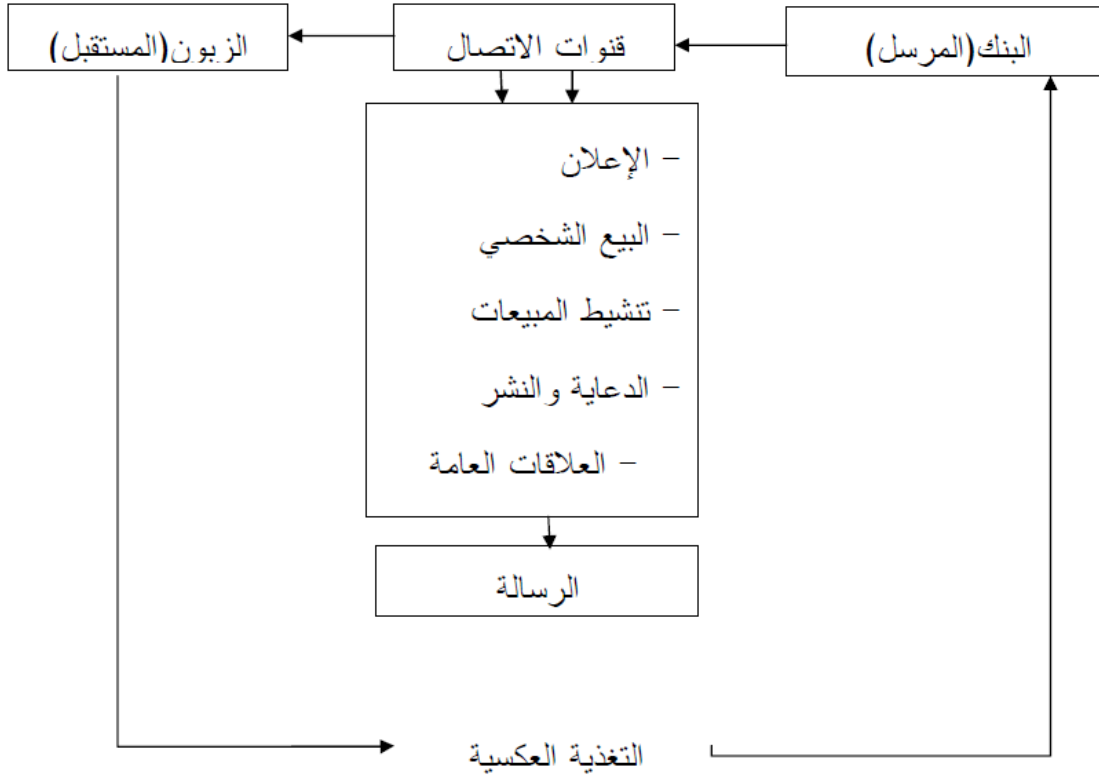 البنك(المرسل)
قنوات الاتصال
الزبون(المستقبل)
- الإعلان
- البيع الشخصي
- تنشيط المبيعات
- الدعاية والنشر
- العلاقات العامة
الرسالة
التغذية العكسية